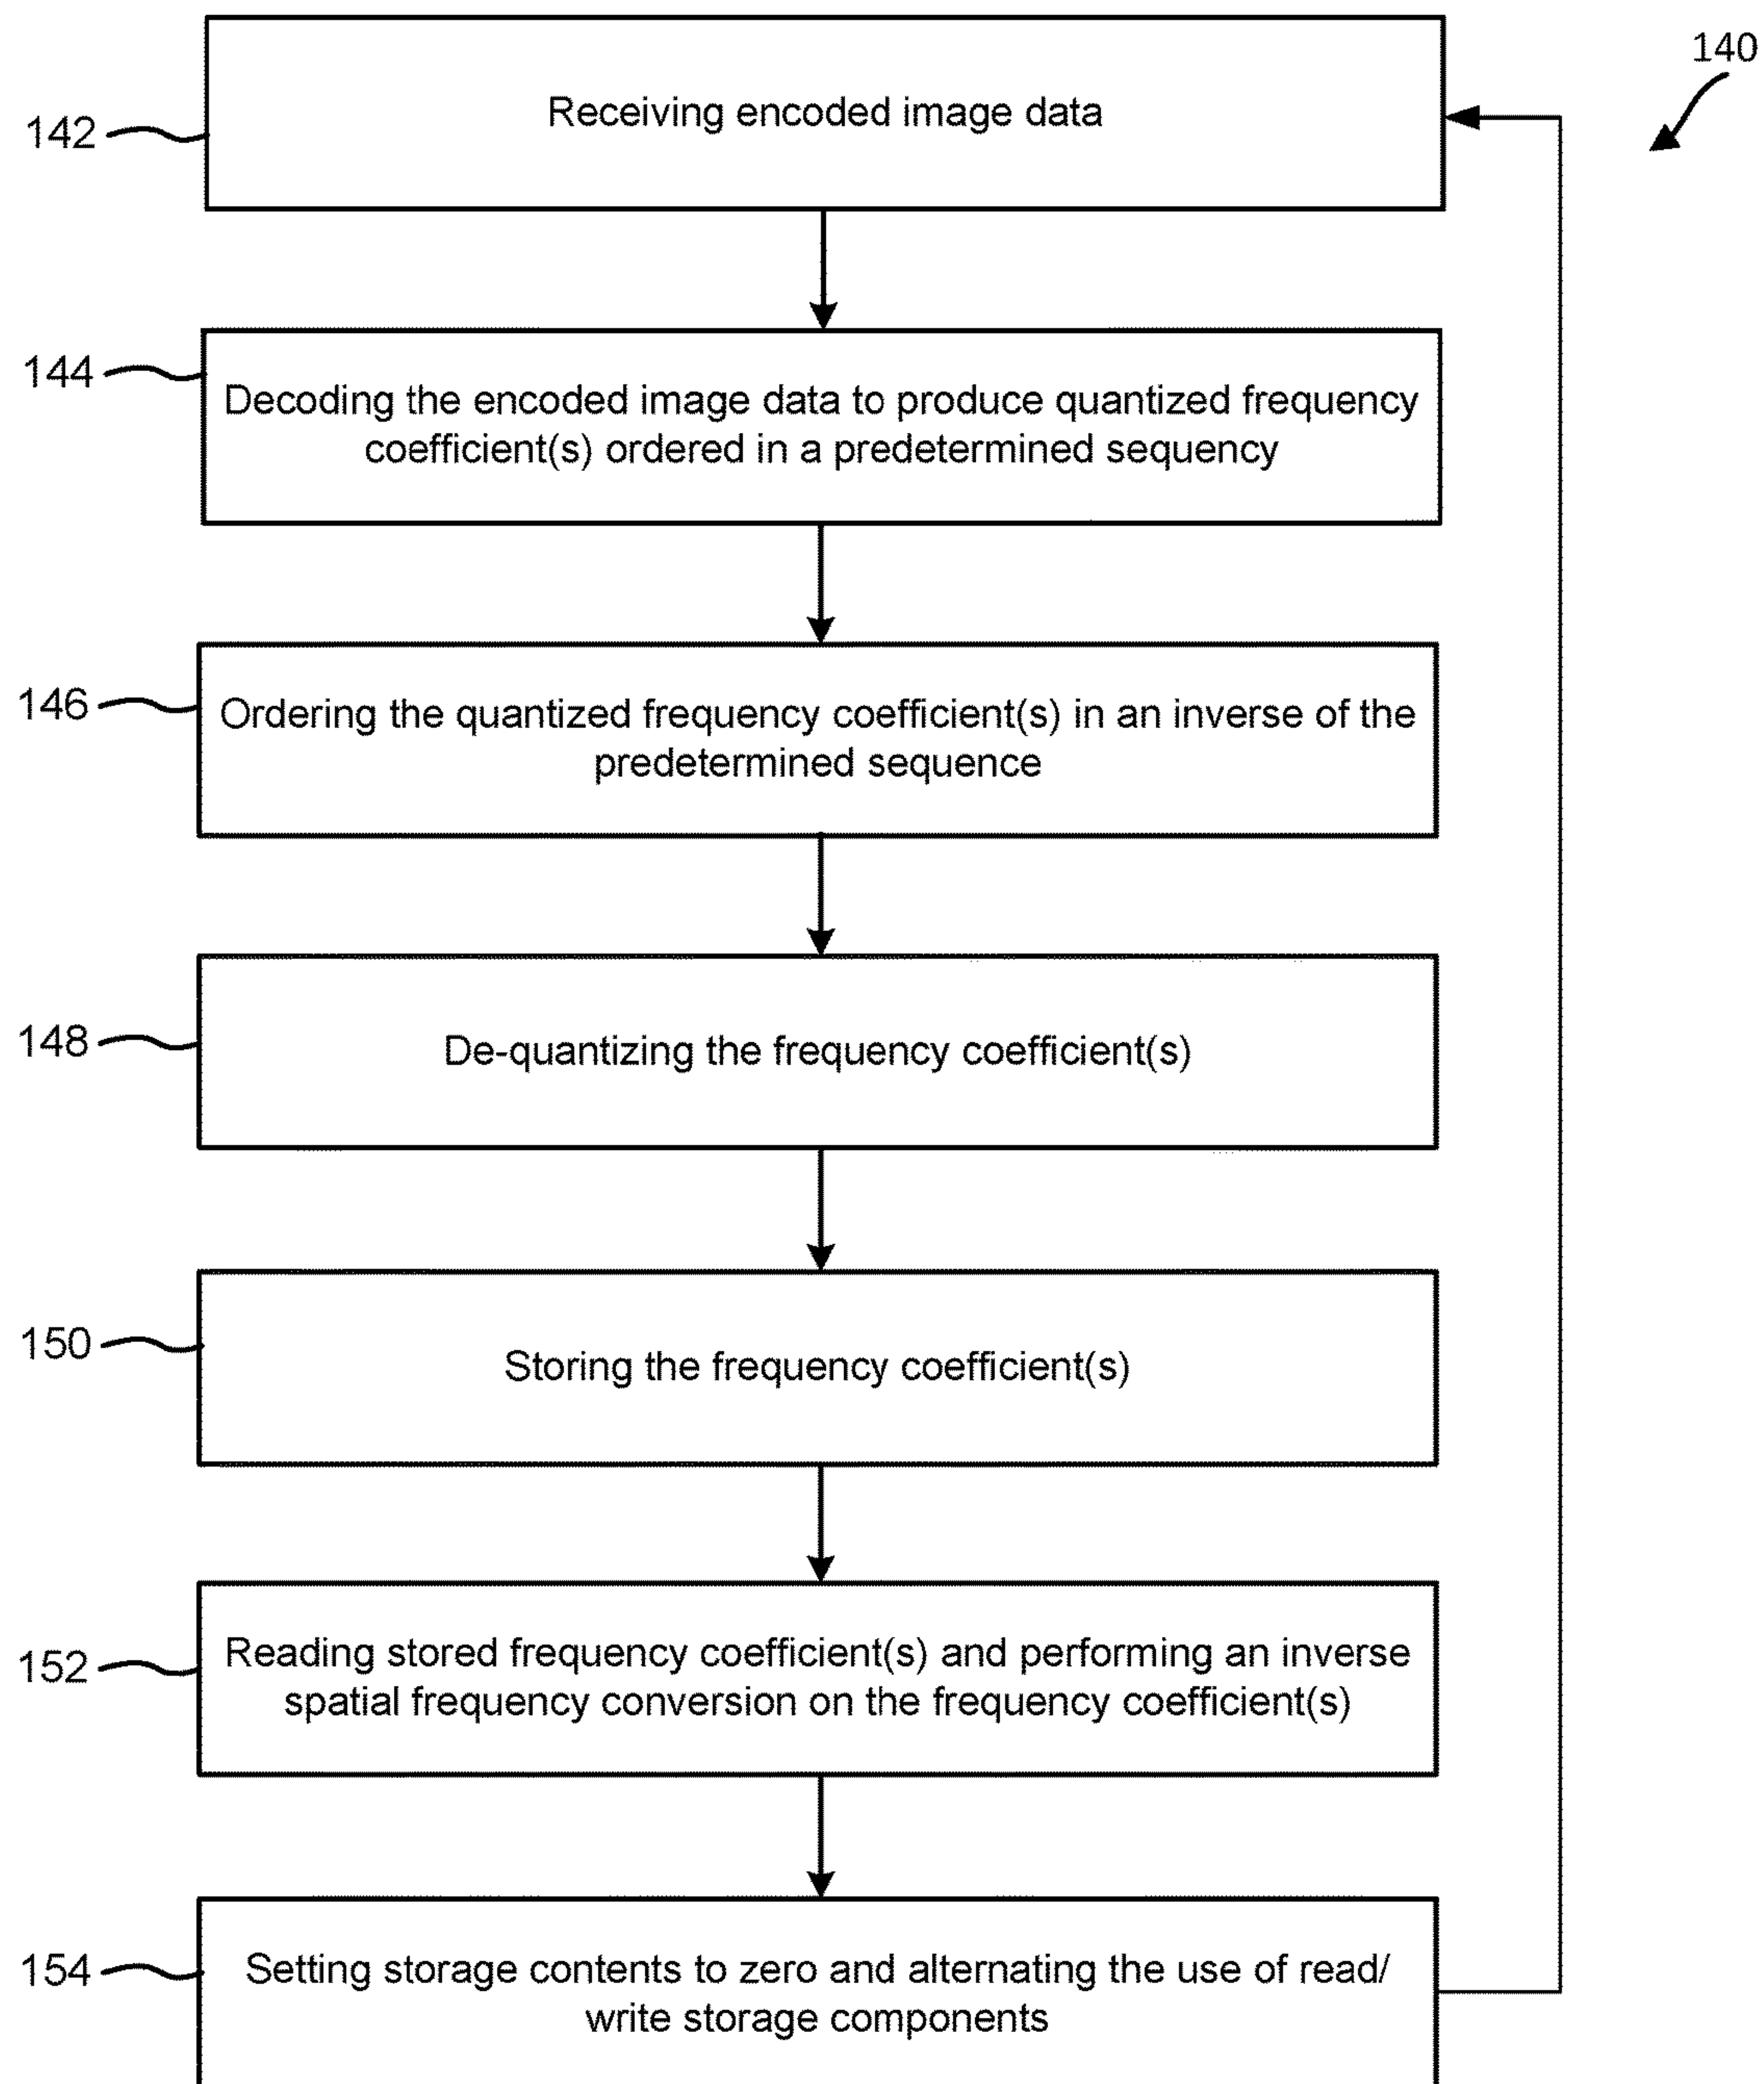 140
142
Receiving encoded image data
144
Decoding the encoded image data to produce quantized frequency
coefficient(s) ordered in a predetermined sequency
146
Ordering the quantized frequency coefficient(s) in an inverse of the
predetermined sequence
148
De-quantizing the frequency coefficient(s)
150
Storing the frequency coefficient(s)
152
Reading stored frequency coefficient(s) and performing an inverse
spatial frequency conversion on the frequency coefficient(s)
154
Setting storage contents to zero and alternating the use of read/
write storage components